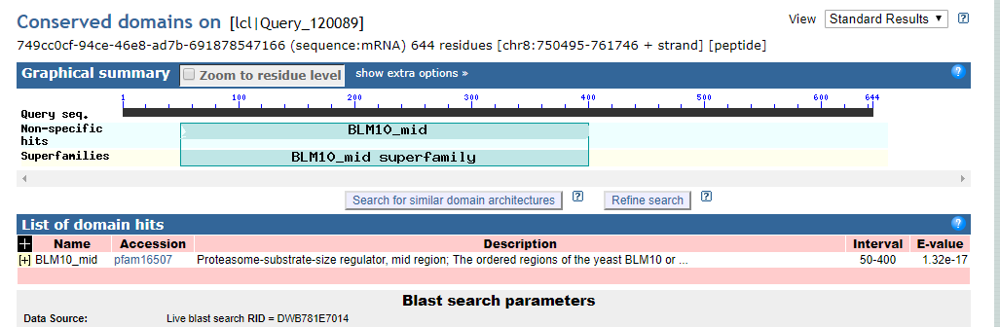 Conserved domains on [lcl|Query_120089]
View Standard Results ▼ ?
749cc0cf-94ce-46e8-ad7b-691878547166 (sequence:mRNA) 644 residues [chr8:750495-761746 + strand] [peptide]
Graphical summary Zoom to residue level show extra options » ?
1 100 200 300 400 500 600 644
Query seq.
Non-specific hits BLM10_mid
Superfamilies BLM10_mid superfamily
Search for similar domain architectures ? Refine search ?
List of domain hits ?
+ Name Accession Description Interval E-value
[+] BLM10_mid pfam16507 Proteasome-substrate-size regulator, mid region; The ordered regions of the yeast BLM10 or ... 50-400 1.32e-17
Blast search parameters
Data Source: Live blast search RID = DWB781E7014